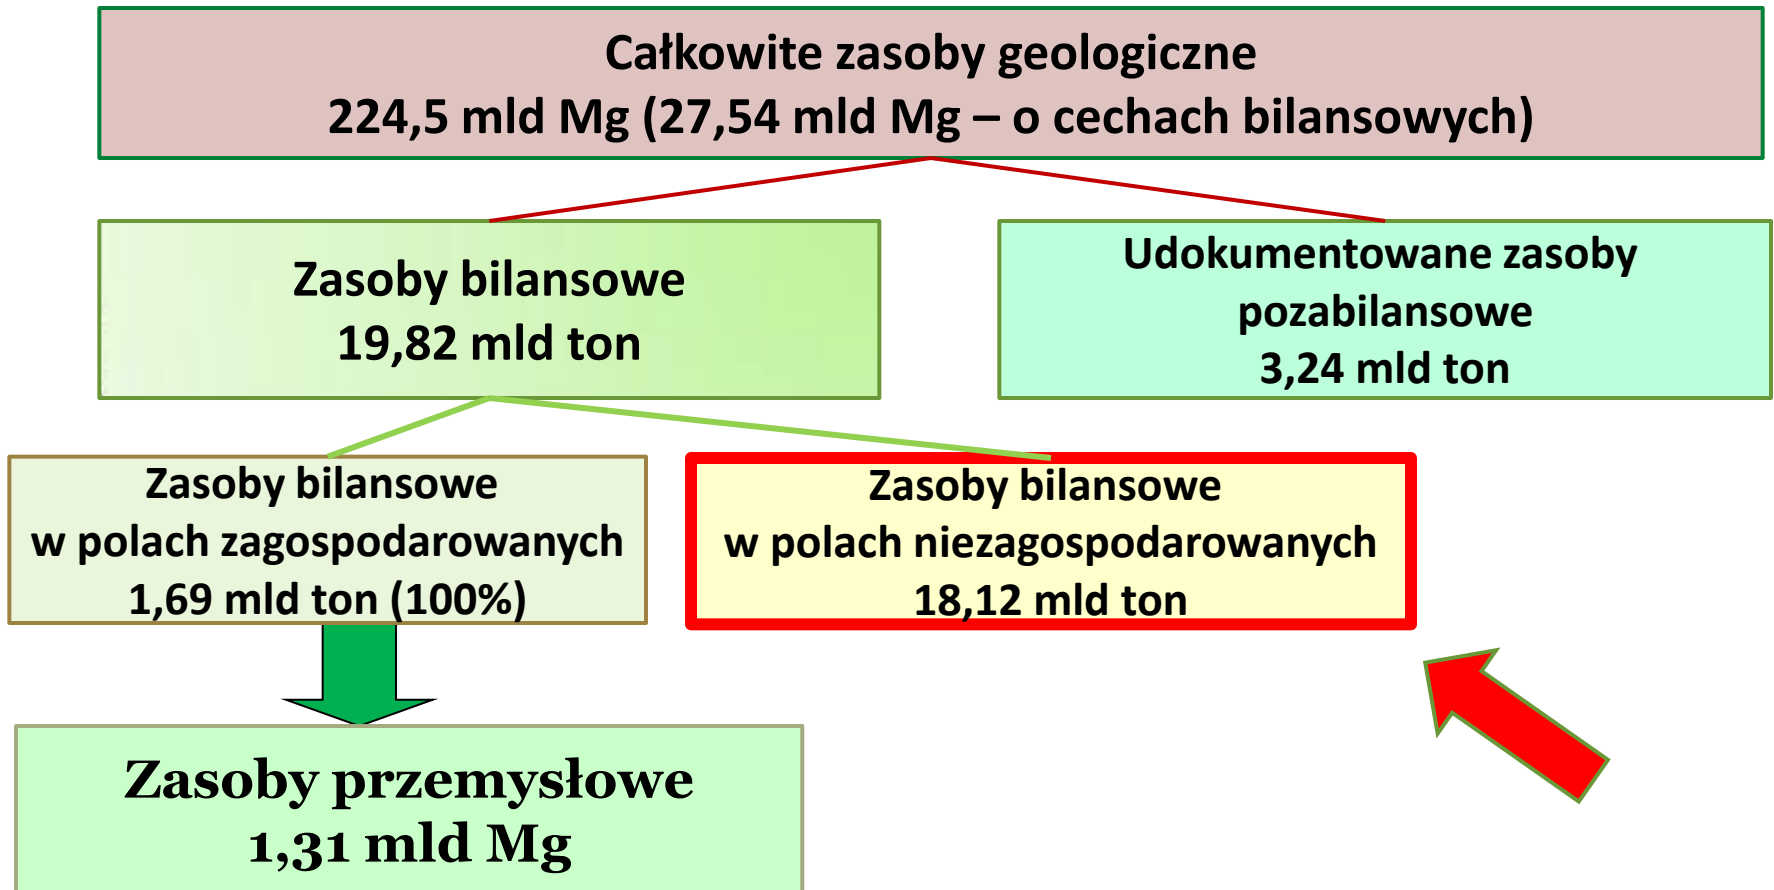 Całkowite zasoby geologiczne
224,5 mld Mg (27,54 mld Mg – o cechach bilansowych)
Zasoby bilansowe
19,82 mld ton
Udokumentowane zasoby
pozabilansowe
3,24 mld ton
Zasoby bilansowe
w polach zagospodarowanych
1,69 mld ton (100%)
Zasoby bilansowe
w polach niezagospodarowanych
18,12 mld ton
Zasoby przemysłowe
1,31 mld Mg